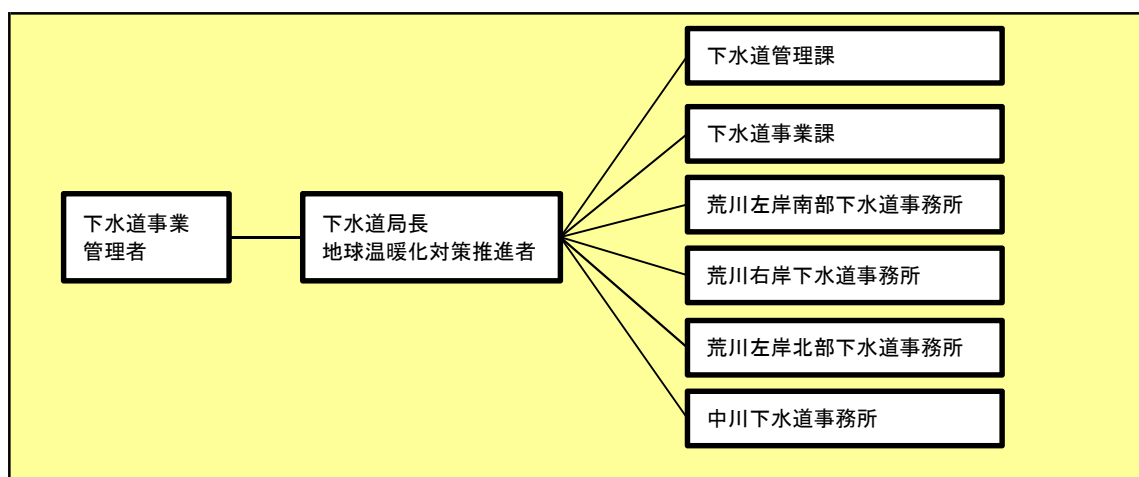 下水道事業
管理者
下水道局長
地球温暖化対策推進者
下水道管理課
下水道事業課
荒川左岸南部下水道事務所
荒川右岸下水道事務所
荒川左岸北部下水道事務所
中川下水道事務所